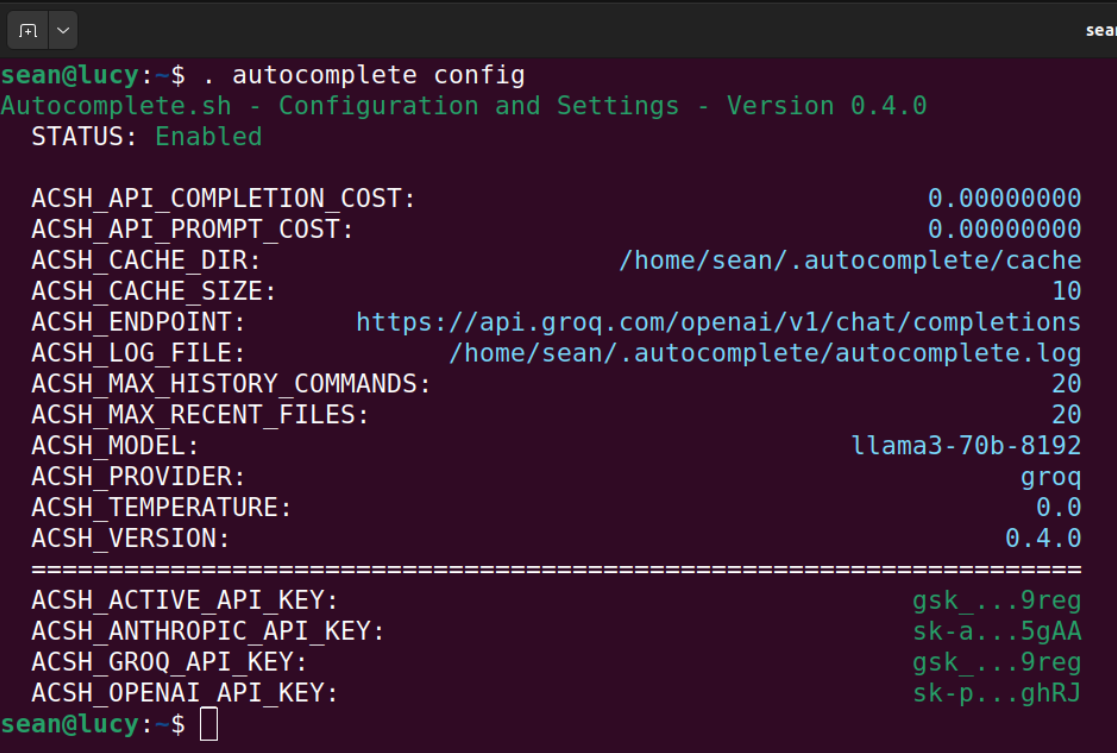 sear
sean@lucy:~$ . autocomplete config
Autocomplete.sh - Configuration and Settings - Version 0.4.0
STATUS: Enabled
ACSH_API_COMPLETION_COST: 0.00000000
ACSH_API_PROMPT_COST: 0.00000000
ACSH_CACHE_DIR: /home/sean/.autocomplete/cache
ACSH_CACHE_SIZE: 10
ACSH_ENDPOINT: https://api.groq.com/openai/v1/chat/completions
ACSH_LOG_FILE: /home/sean/.autocomplete/autocomplete.log
ACSH_MAX_HISTORY_COMMANDS: 20
ACSH_MAX_RECENT_FILES: 20
ACSH_MODEL: llama3-70b-8192
ACSH_PROVIDER: groq
ACSH_TEMPERATURE: 0.0
ACSH_VERSION: 0.4.0
====================================================================
ACSH_ACTIVE_API_KEY: gsk_...9reg
ACSH_ANTHROPIC_API_KEY: sk-a...5gAA
ACSH_GROQ_API_KEY: gsk_...9reg
ACSH_OPENAI_API_KEY: sk-p...ghRJ
sean@lucy:~$